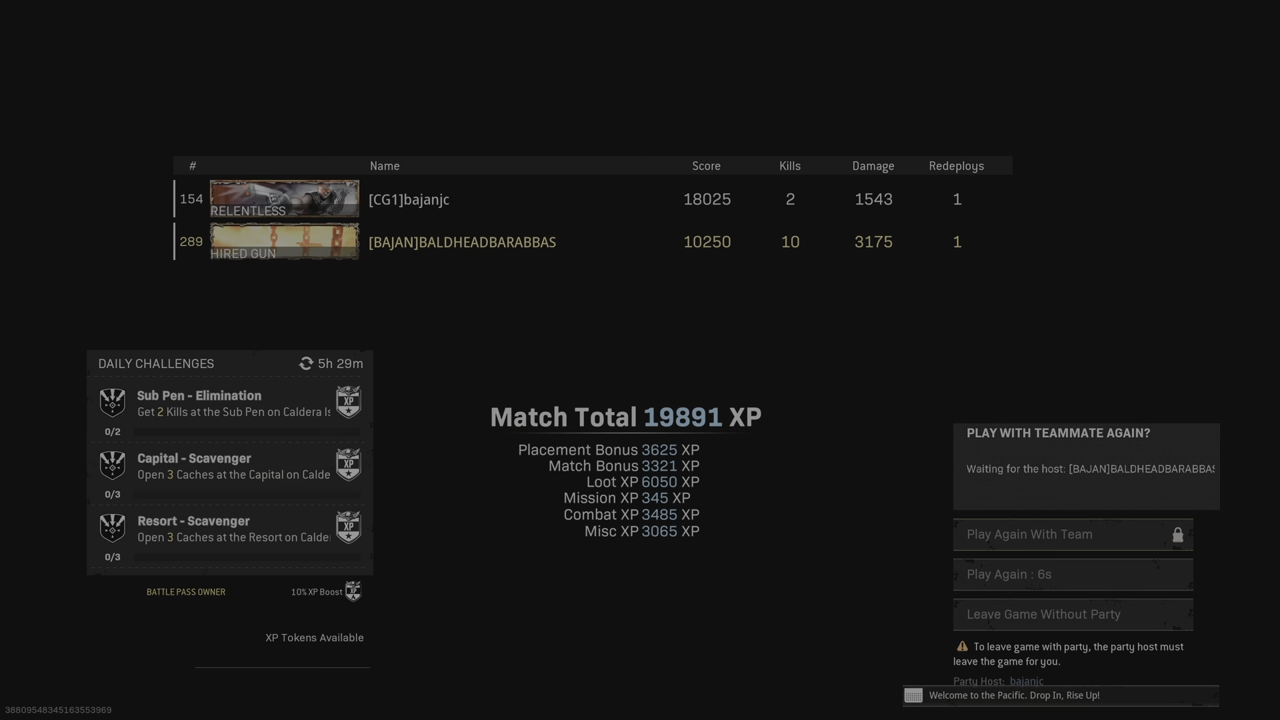 # Name Score Kills Damage Redeploys
154 RELENTLESS [CG1]bajanjc 18025 2 1543 1
289 HIRED GUN [BAJAN]BALDHEADBARABBAS 10250 10 3175 1
DAILY CHALLENGES 5h 29m
Sub Pen - Elimination
Get 2 Kills at the Sub Pen on Caldera Is
XP
0/2
Capital - Scavenger
Open 3 Caches at the Capital on Calde
XP
0/3
Resort - Scavenger
Open 3 Caches at the Resort on Calde
XP
0/3
BATTLE PASS OWNER 10% XP Boost XP
XP Tokens Available
Match Total 19891 XP
Placement Bonus 3625 XP
Match Bonus 3321 XP
Loot XP 6050 XP
Mission XP 345 XP
Combat XP 3485 XP
Misc XP 3065 XP
PLAY WITH TEAMMATE AGAIN?
Waiting for the host: [BAJAN]BALDHEADBARABBAS
Play Again With Team
Play Again : 6s
Leave Game Without Party
To leave game with party, the party host must
leave the game for you.
Party Host: bajanjc
Welcome to the Pacific. Drop In, Rise Up!
38809548345163553969